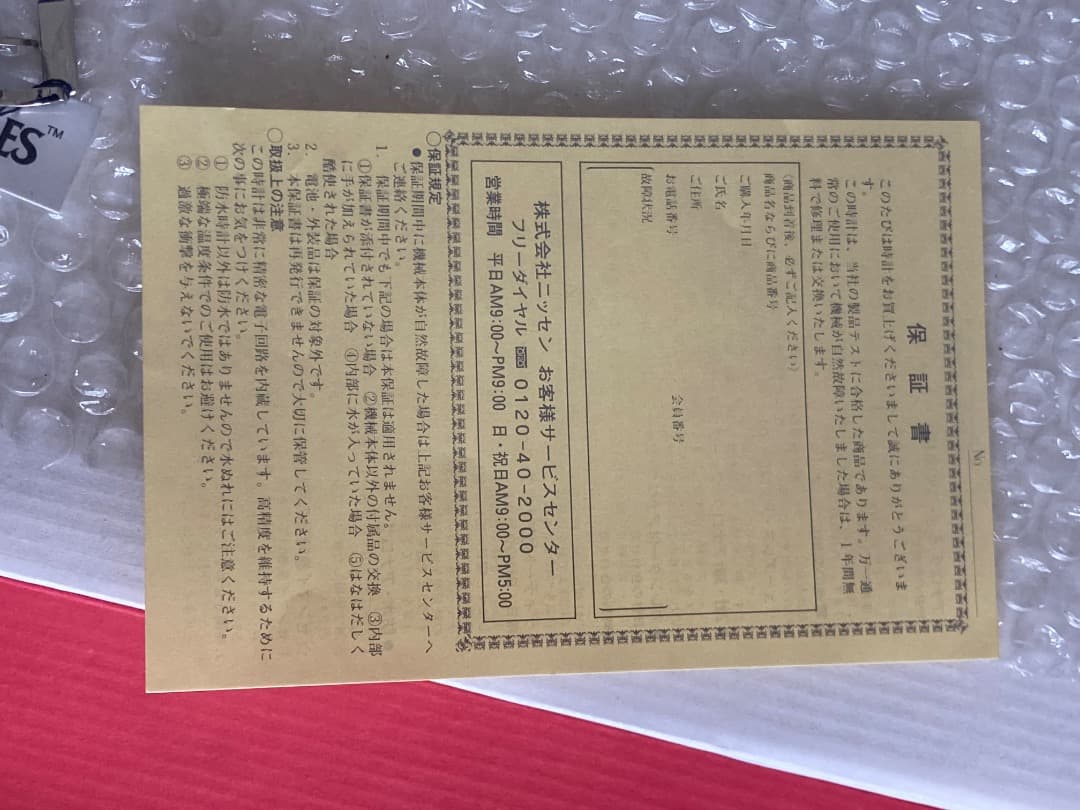 No
保証書
このたびは時計をお買上げくださいまして誠にありがとうございま
す。
この時計は、当社の製品テストに合格した商品であります。万一通
常のご使用において機械が自然故障いたしました場合は、1年間無
料で修理または交換いたします。
(商品到着後、必ずご記入ください)
商品名ならびに商品番号
ご購入年月日
ご氏名 会員番号
ご住所
お電話番号
故障状況
株式会社ニッセン お客様サービスセンター
フリーダイヤル 0120-40-2000
営業時間 平日AM9:00〜PM9:00 日・祝日AM9:00〜PM5:00
○保証規定
●保証期間中に機械本体が自然故障した場合は上記お客様サービスセンターへ
ご連絡ください。
1. 保証期間中でも下記の場合は本保証は適用されません。
①保証書が添付されていない場合 ②機械本体以外の付属品の交換 ③内部
に手が加えられていた場合 ④内部に水が入っていた場合 ⑤はなはだしく
酷使された場合
2. 電池・外装品は保証の対象外です。
3. 本保証書は再発行できませんので大切に保管してください。
○取扱上の注意
この時計は非常に精密な電子回路を内蔵しています。高精度を維持するために
次の事にお気をつけください。
① 防水時計以外は防水ではありませんので水ぬれにはご注意ください。
② 極端な温度条件でのご使用はお避けください。
③ 過激な衝撃を与えないでください。
ES™